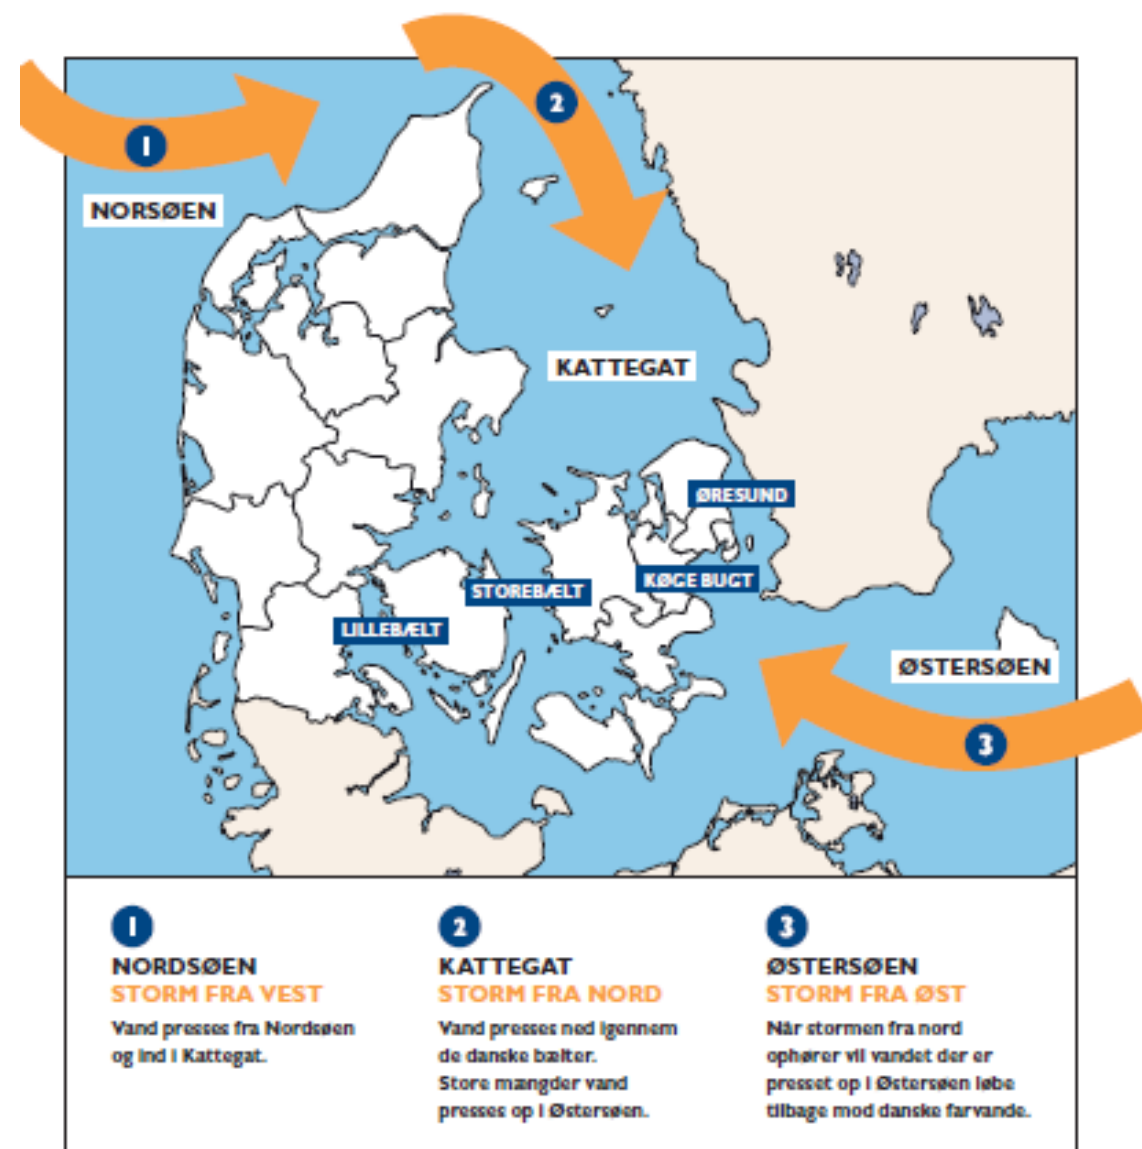 1
2
NORSØEN
KATTEGAT
ØRESUND
KØGE BUGT
STOREBÆLT
LILLEBÆLT
ØSTERSØEN
3
1
NORDSØEN
STORM FRA VEST
Vand presses fra Nordsøen
og ind i Kattegat.
2
KATTEGAT
STORM FRA NORD
Vand presses ned igennem
de danske bælter.
Store mængder vand
presses op i Østersøen.
3
ØSTERSØEN
STORM FRA ØST
Når stormen fra nord
ophører vil vandet der er
presset op i Østersøen løbe
tilbage mod danske farvande.